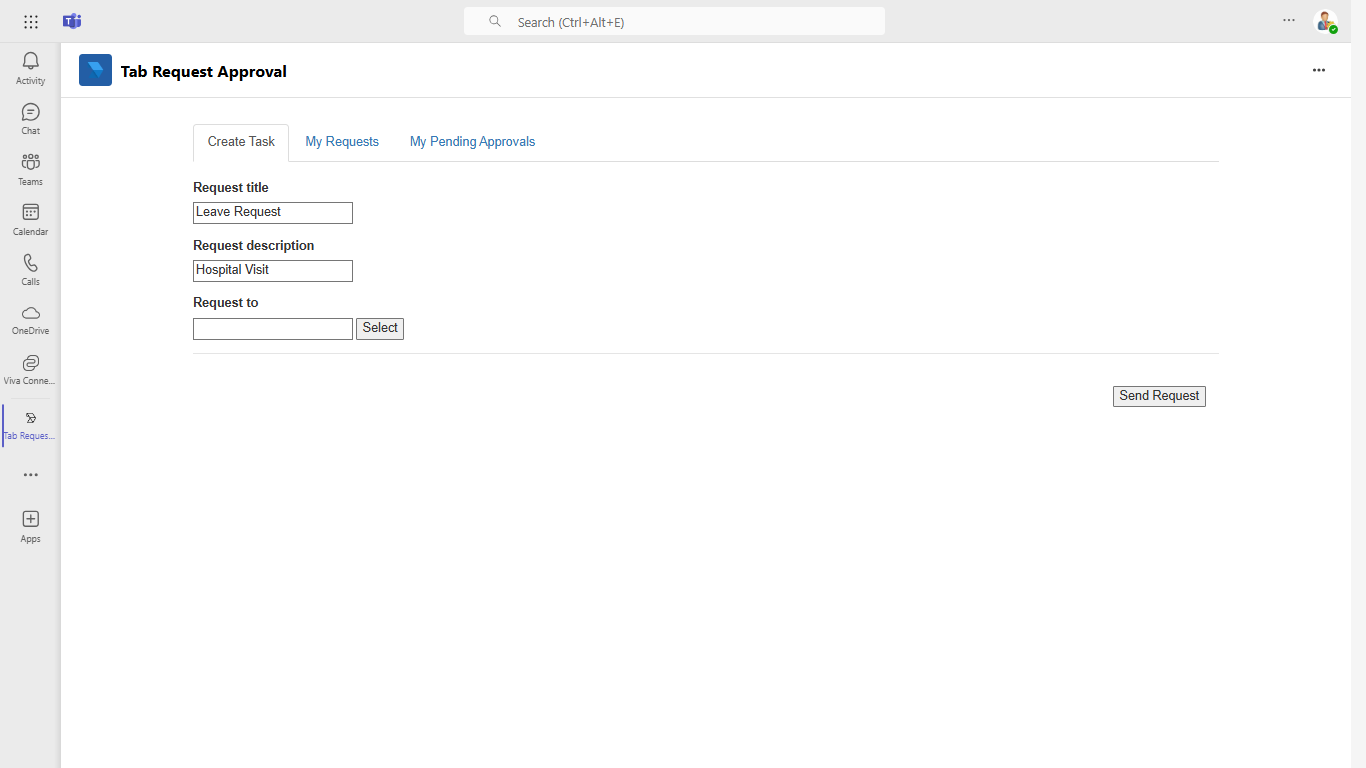 Search (Ctrl+Alt+E)
Activity
Chat
Teams
Calendar
Calls
OneDrive
Viva Conne...
Tab Reques...
Apps
Tab Request Approval
Create Task My Requests My Pending Approvals
Request title
Leave Request
Request description
Hospital Visit
Request to
Select
Send Request